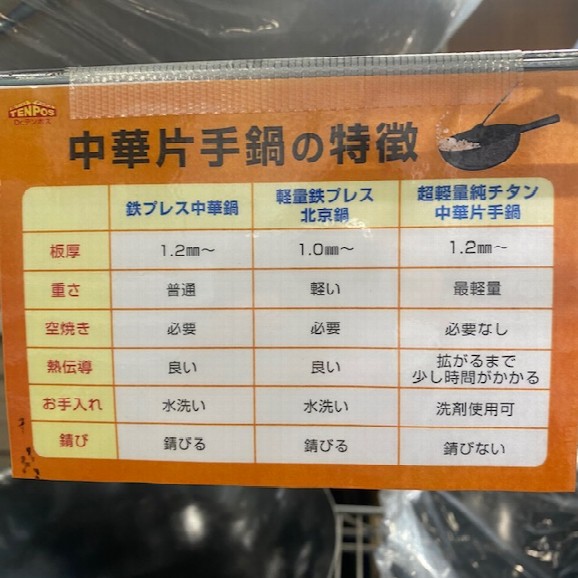 TENPOS
Dr.テンポス
中華片手鍋の特徴
鉄プレス中華鍋 軽量鉄プレス北京鍋 超軽量純チタン中華片手鍋
板厚 1.2㎜～ 1.0㎜～ 1.2㎜～
重さ 普通 軽い 最軽量
空焼き 必要 必要 必要なし
熱伝導 良い 良い 拡がるまで少し時間がかかる
お手入れ 水洗い 水洗い 洗剤使用可
錆び 錆びる 錆びる 錆びない